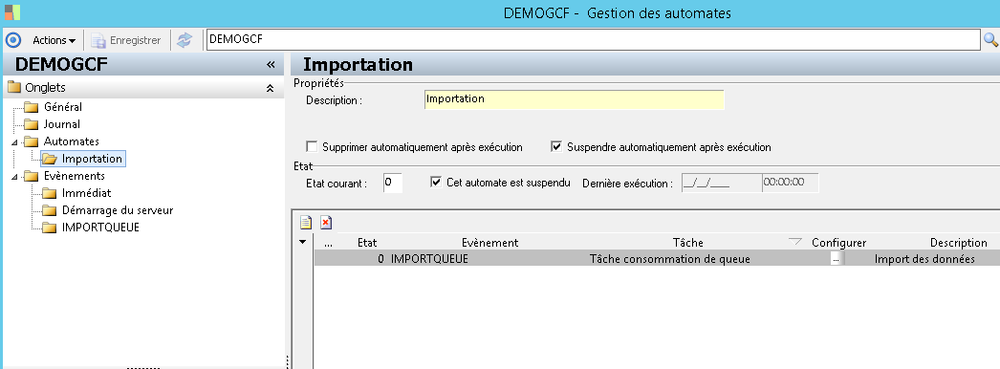 DEMOGCF - Gestion des automates
Actions Enregistrer DEMOGCF
DEMOGCF «
Onglets
Général
Journal
Automates
Importation
Evènements
Immédiat
Démarrage du serveur
IMPORTQUEUE
Importation
Propriétés
Description : Importation
Supprimer automatiquement après exécution Suspendre automatiquement après exécution
Etat
Etat courant : 0 Cet automate est suspendu Dernière exécution : __/__/___ 00:00:00
... Etat Evènement Tâche Configurer Description
0 IMPORTQUEUE Tâche consommation de queue ... Import des données